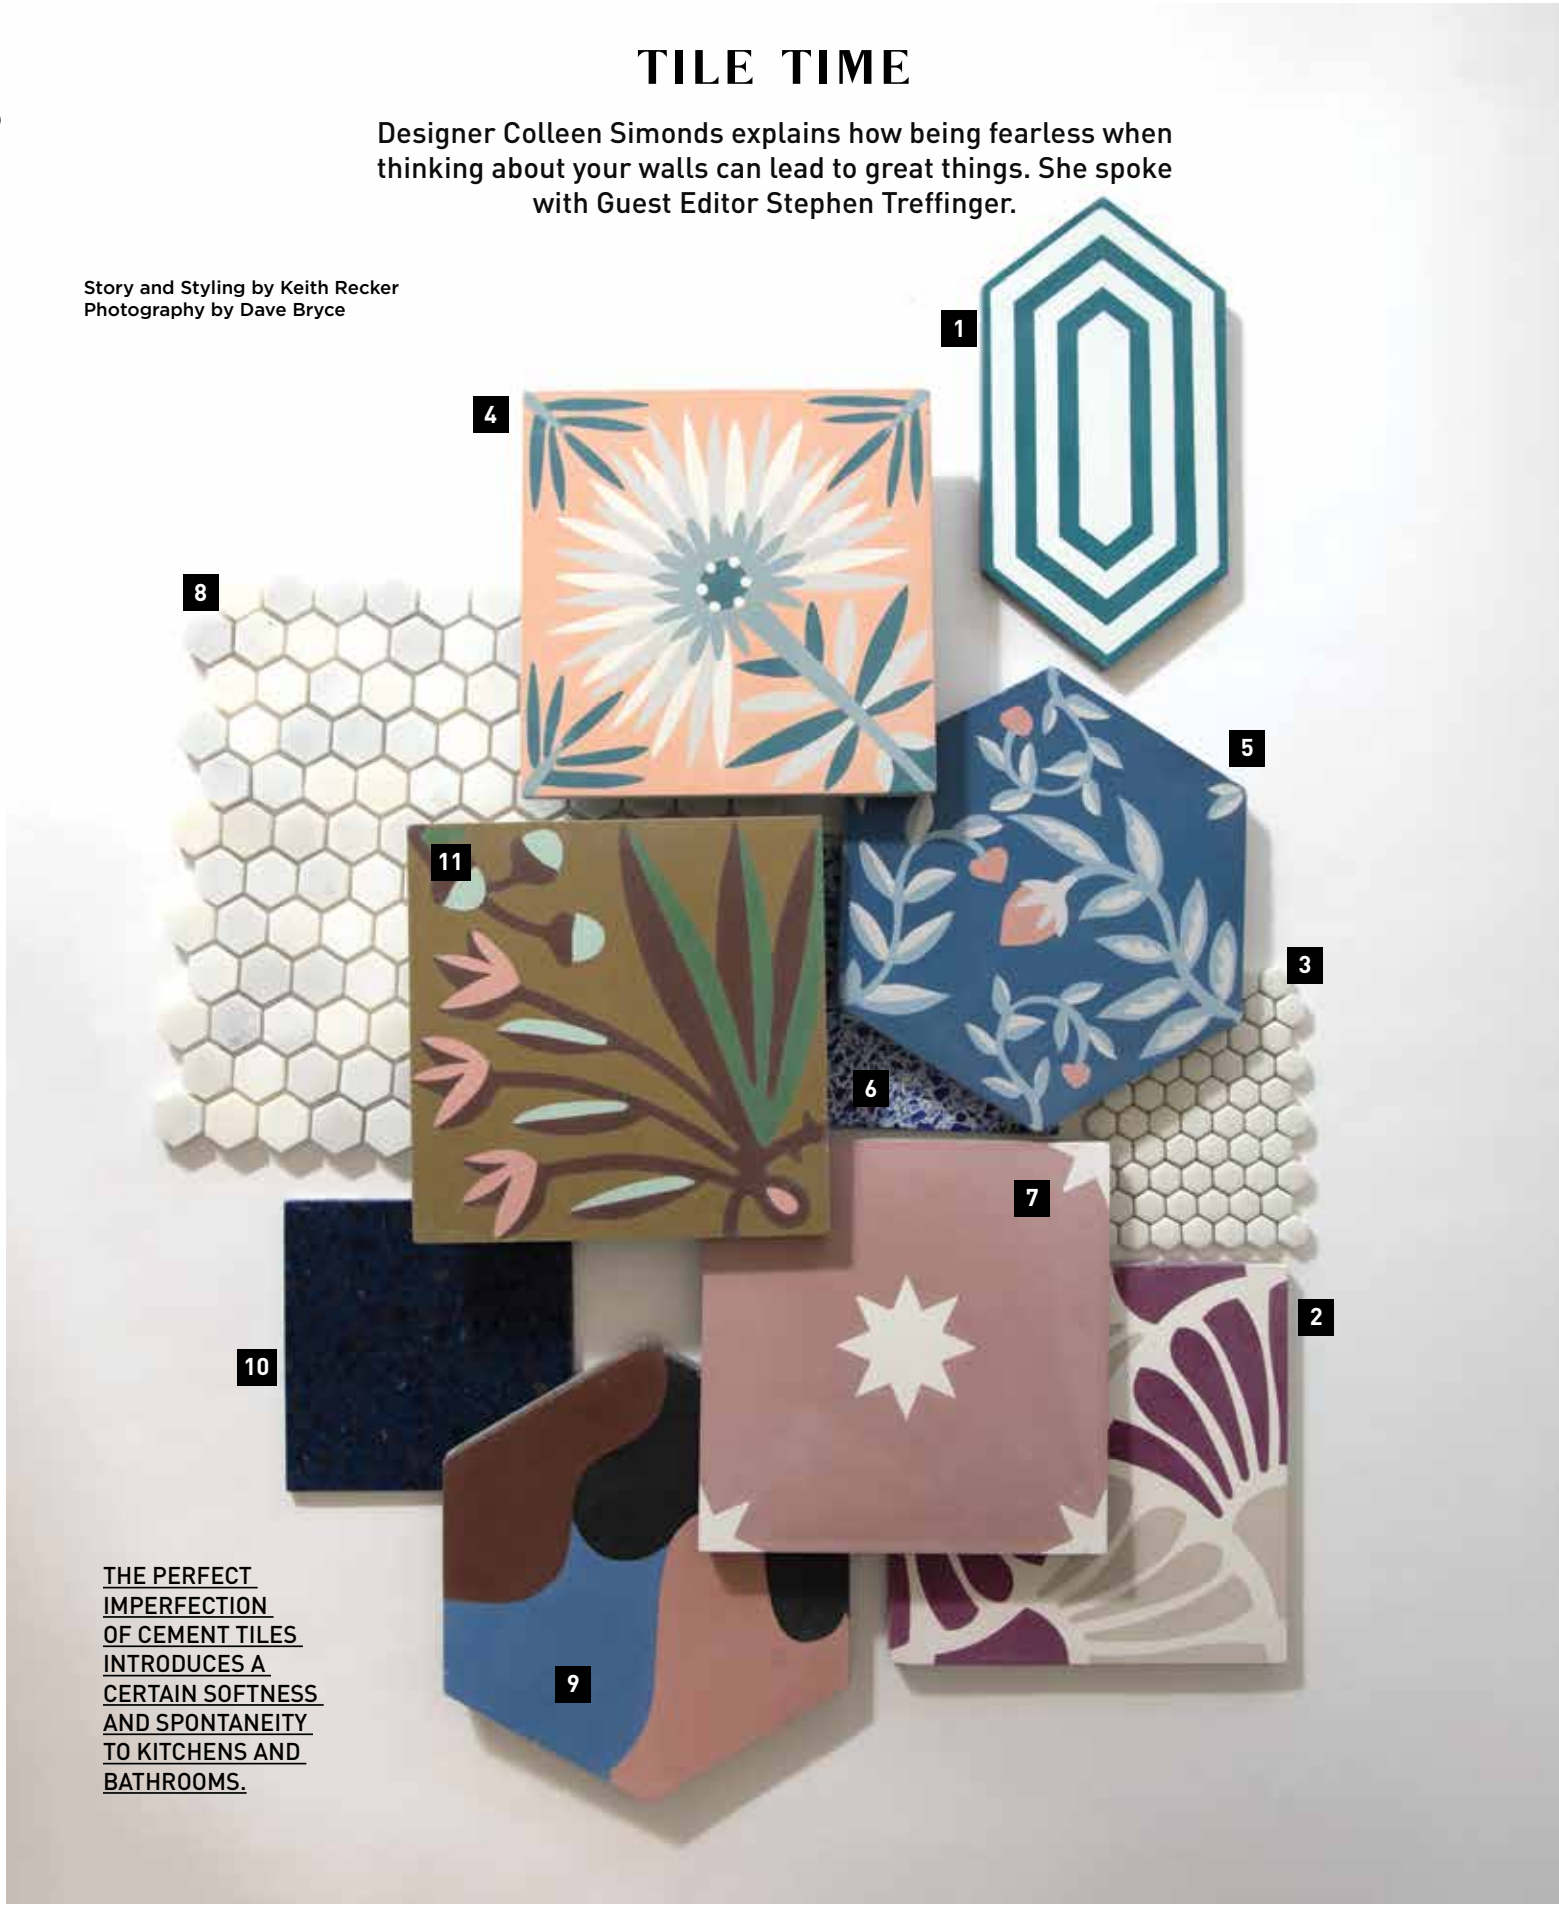 TILE TIME
Designer Colleen Simonds explains how being fearless when
thinking about your walls can lead to great things. She spoke
with Guest Editor Stephen Treffinger.
Story and Styling by Keith Recker
Photography by Dave Bryce
1
4
8
5
11
3
6
7
2
10
9
THE PERFECT
IMPERFECTION
OF CEMENT TILES
INTRODUCES A
CERTAIN SOFTNESS
AND SPONTANEITY
TO KITCHENS AND
BATHROOMS.